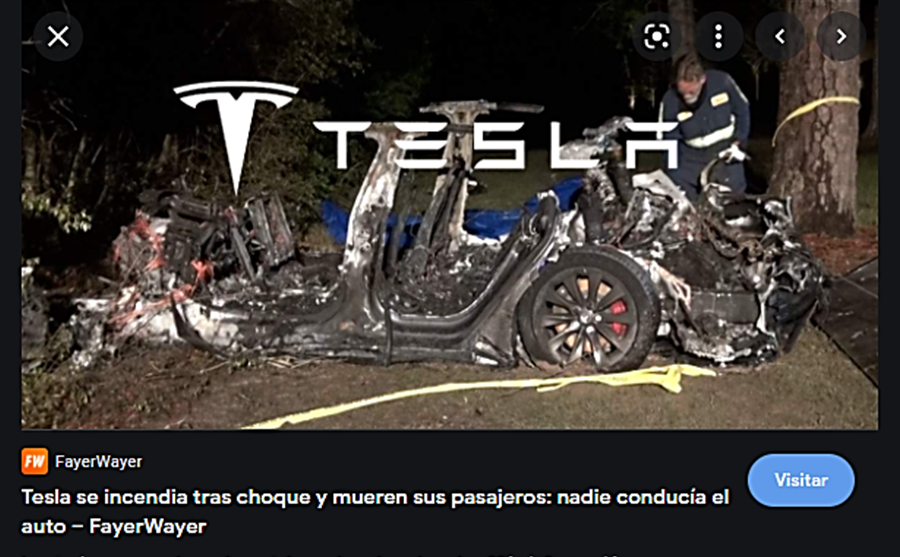 TESLA
FW FayerWayer
Tesla se incendia tras choque y mueren sus pasajeros: nadie conducía el
auto – FayerWayer
Visitar